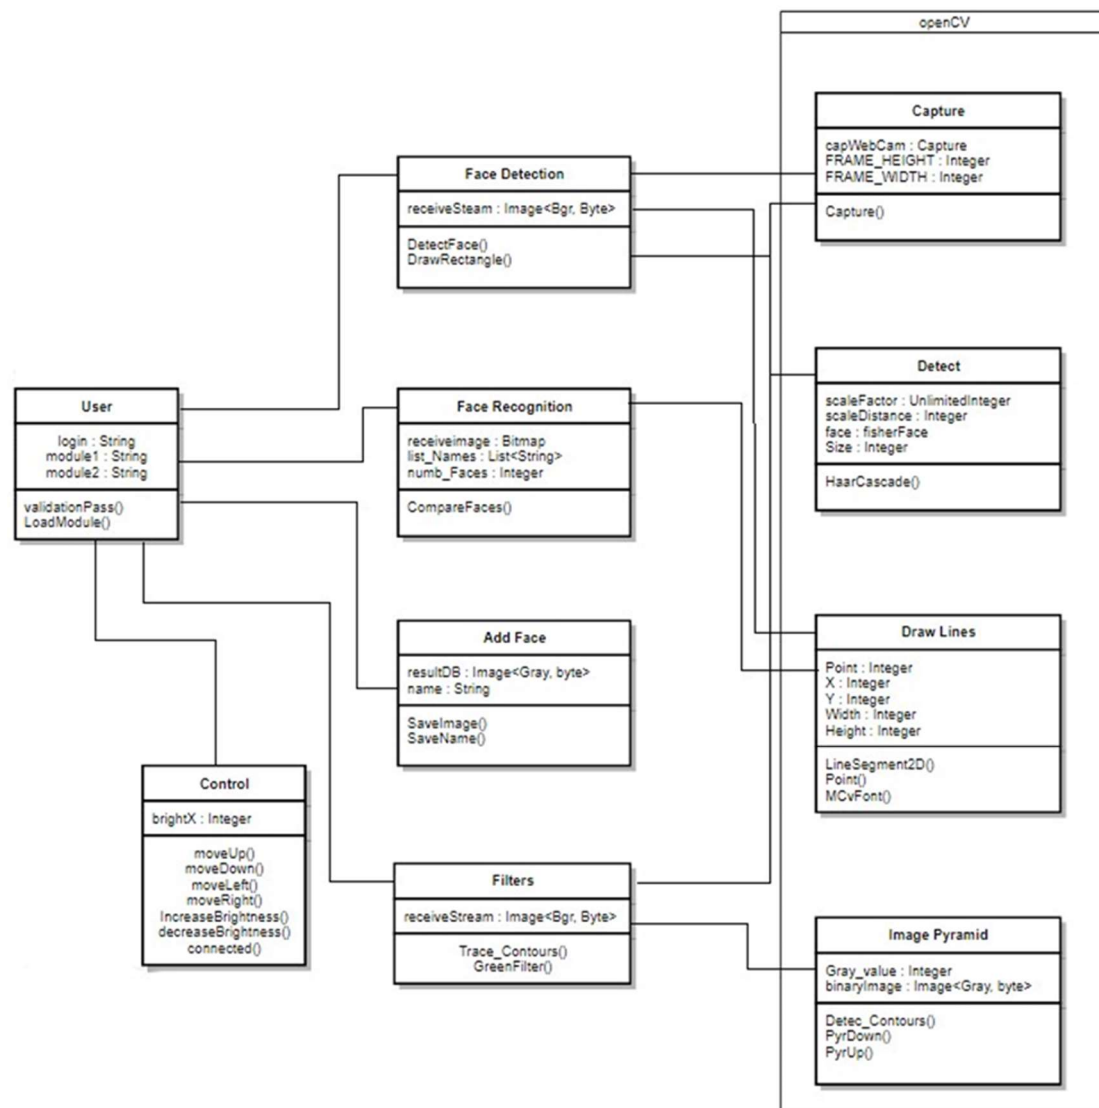 openCV
Capture
capWebCam : Capture
FRAME_HEIGHT : Integer
FRAME_WIDTH : Integer
Capture()
Face Detection
receiveSteam : Image<Bgr, Byte>
DetectFace()
DrawRectangle()
Detect
scaleFactor : UnlimitedInteger
scaleDistance : Integer
face : fisherFace
Size : Integer
HaarCascade()
User
login : String
module1 : String
module2 : String
validationPass()
LoadModule()
Face Recognition
receiveimage : Bitmap
list_Names : List<String>
numb_Faces : Integer
CompareFaces()
Add Face
resultDB : Image<Gray, byte>
name : String
SaveImage()
SaveName()
Draw Lines
Point : Integer
X : Integer
Y : Integer
Width : Integer
Height : Integer
LineSegment2D()
Point()
MCvFont()
Control
brightX : Integer
moveUp()
moveDown()
moveLeft()
moveRight()
IncreaseBrightness()
decreaseBrightness()
connected()
Filters
receiveStream : Image<Bgr, Byte>
Trace_Contours()
GreenFilter()
Image Pyramid
Gray_value : Integer
binaryImage : Image<Gray, byte>
Detec_Contours()
PyrDown()
PyrUp()